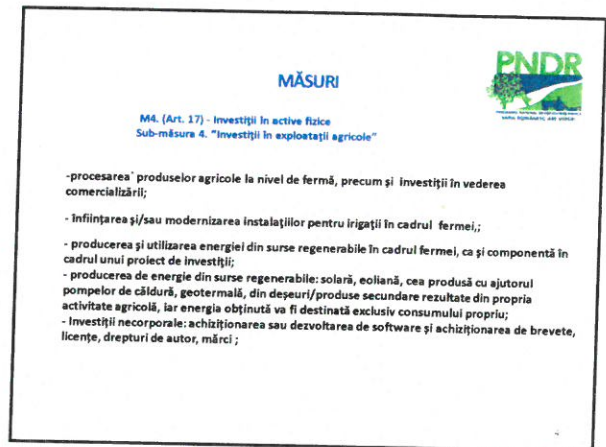 PNDR
MĂSURI
M4. (Art. 17) - Investiții în active fizice
Sub-măsura 4. "Investiții în exploatații agricole"
-procesarea produselor agricole la nivel de fermă, precum și investiții în vederea
comercializării;
- înființarea și/sau modernizarea instalațiilor pentru irigații în cadrul fermei,;
- producerea și utilizarea energiei din surse regenerabile în cadrul fermei, ca și componentă în
cadrul unui proiect de investiții;
- producerea de energie din surse regenerabile: solară, eoliană, cea produsă cu ajutorul
pompelor de căldură, geotermală, din deșeuri/produse secundare rezultate din propria
activitate agricolă, iar energia obținută va fi destinată exclusiv consumului propriu;
- Investiții necorporale: achiziționarea sau dezvoltarea de software și achiziționarea de brevete,
licențe, drepturi de autor, mărci ;